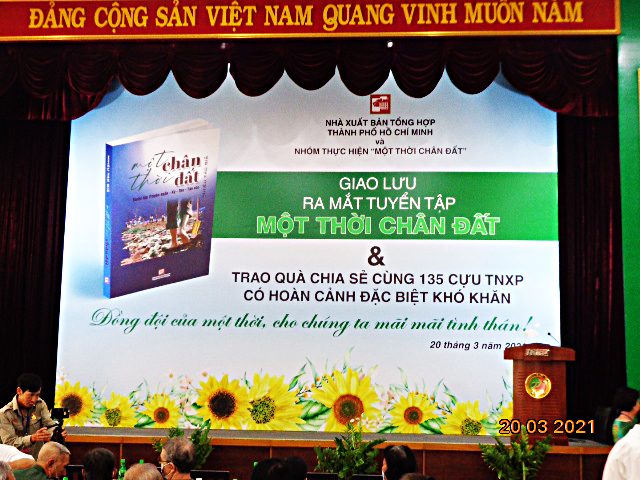 ĐẢNG CỘNG SẢN VIỆT NAM QUANG VINH MUÔN NĂM
NHÀ XUẤT BẢN TỔNG HỢP
THÀNH PHỐ HỒ CHÍ MINH
và
NHÓM THỰC HIỆN "MỘT THỜI CHÂN ĐẤT"
một
chân
thời
đất
GIAO LƯU
RA MẮT TUYỂN TẬP
MỘT THỜI CHÂN ĐẤT
&
TRAO QUÀ CHIA SẺ CÙNG 135 CỰU TNXP
CÓ HOÀN CẢNH ĐẶC BIỆT KHÓ KHĂN
Đồng đội của một thời, cho chúng ta mãi mãi tình thân!
20 tháng 3 năm
20 03 2021